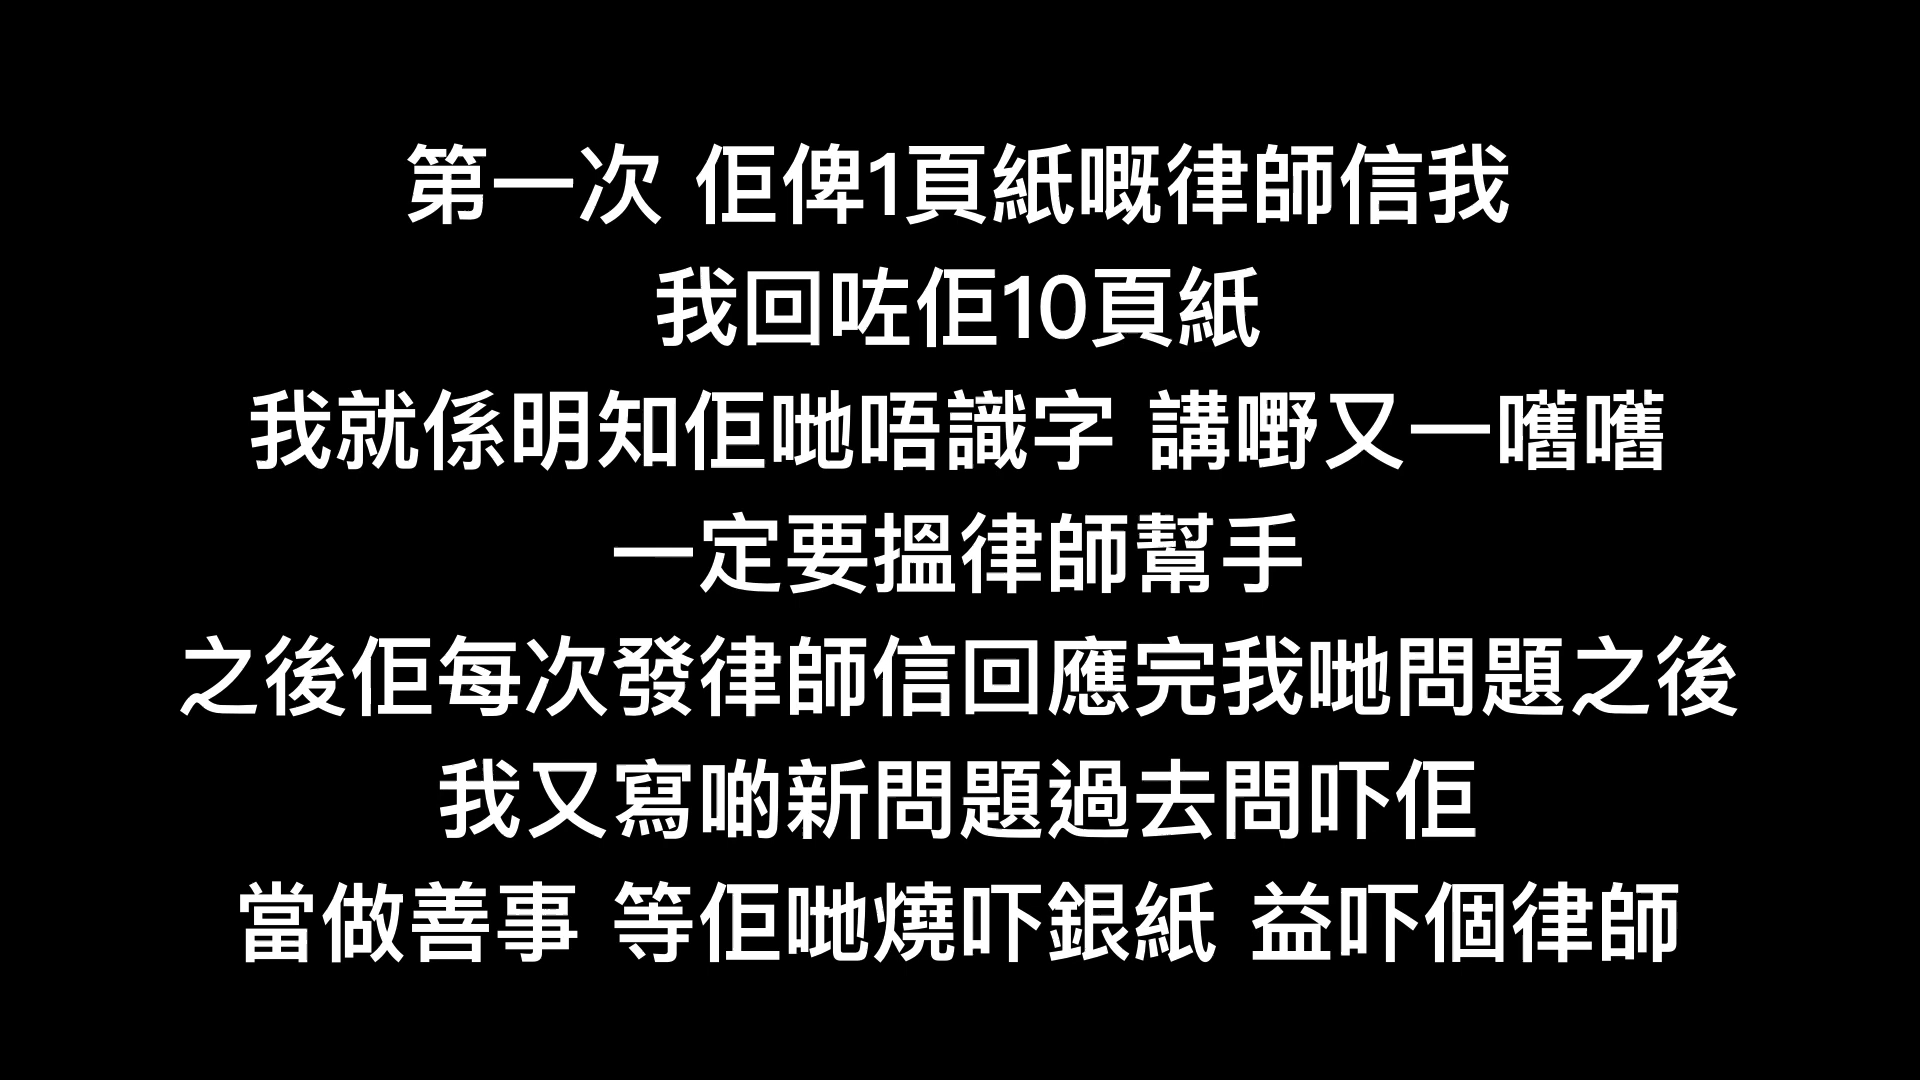 第一次 佢俾1頁紙嘅律師信我
我回咗佢10頁紙
我就係明知佢哋唔識字 講嘢又一嚿嚿
一定要搵律師幫手
之後佢每次發律師信回應完我哋問題之後
我又寫啲新問題過去問吓佢
當做善事 等佢哋燒吓銀紙 益吓個律師